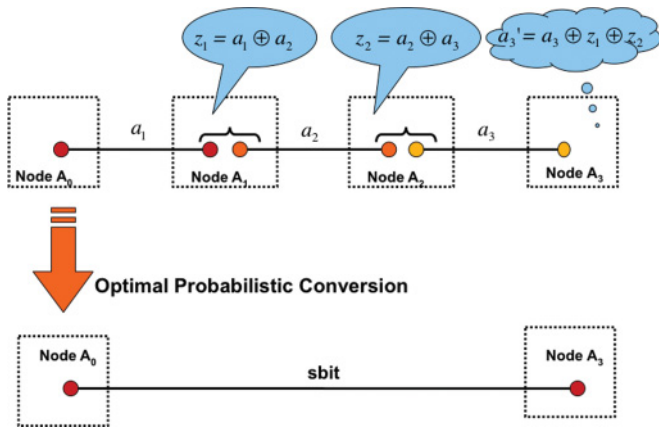 z₁ = a₁ ⊕ a₂
z₂ = a₂ ⊕ a₃
a₃' = a₃ ⊕ z₁ ⊕ z₂
a₁
a₂
a₃
Node A₀
Node A₁
Node A₂
Node A₃
Optimal Probabilistic Conversion
Node A₀
sbit
Node A₃